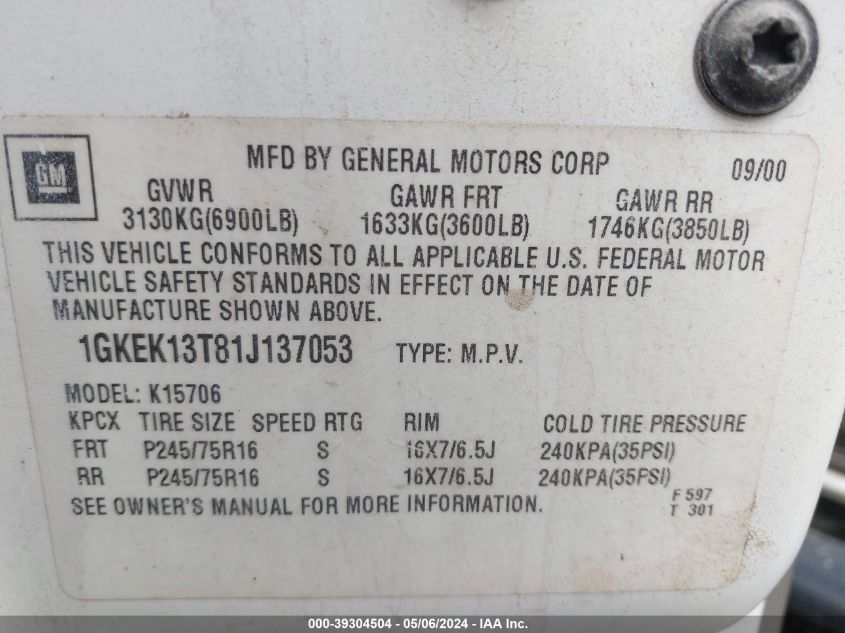 GM
MFD BY GENERAL MOTORS CORP 09/00
GVWR GAWR FRT GAWR RR
3130KG(6900LB) 1633KG(3600LB) 1746KG(3850LB)
THIS VEHICLE CONFORMS TO ALL APPLICABLE U.S. FEDERAL MOTOR
VEHICLE SAFETY STANDARDS IN EFFECT ON THE DATE OF
MANUFACTURE SHOWN ABOVE.
1GKEK13T81J137053 TYPE: M.P.V.
MODEL: K15706
KPCX TIRE SIZE SPEED RTG RIM COLD TIRE PRESSURE
FRT P245/75R16 S 16X7/6.5J 240KPA(35PSI)
RR P245/75R16 S 16X7/6.5J 240KPA(35PSI)
SEE OWNER'S MANUAL FOR MORE INFORMATION.
F 597
T 301
000-39304504 - 05/06/2024 - IAA Inc.